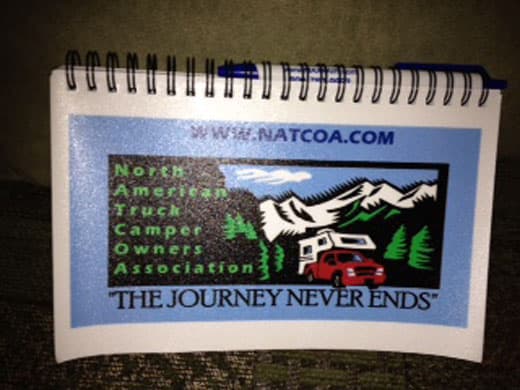 WWW.NATCOA.COM
North
American
Truck
Camper
Owners
Association
"THE JOURNEY NEVER ENDS"